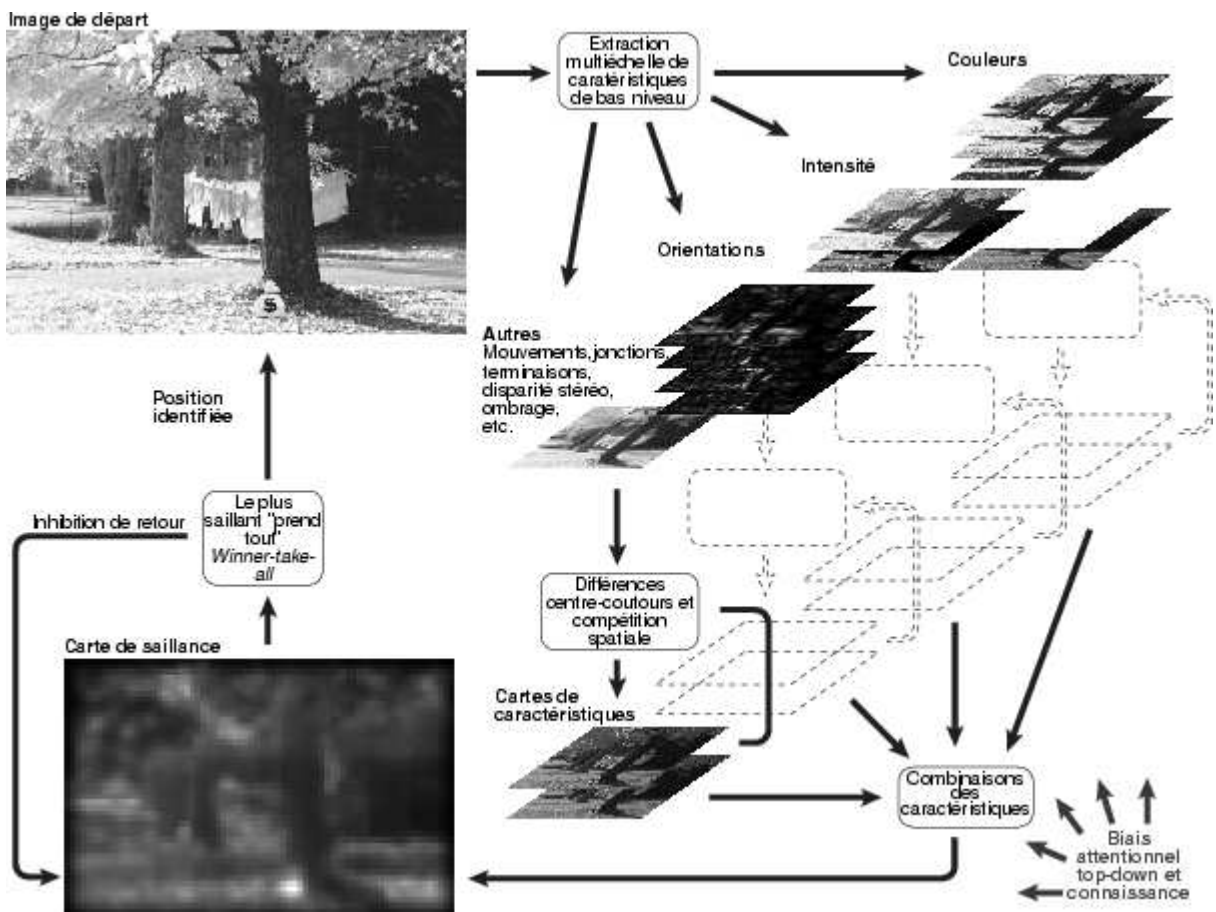 Image de départ
Extraction
multiéchelle de
caratéristiques
de bas niveau
Couleurs
Intensité
Orientations
$
Autres
Mouvements, jonctions,
terminaisons,
disparité stéréo,
ombrage,
etc.
Position
identifiée
Inhibition de retour
Le plus
saillant "prend
tout"
Winner-take-
all
Différences
centre-coutours et
compétition
spatiale
Carte de saillance
Cartes de
caractéristiques
Combinaisons
des
caractéristiques
Biais
attentionnel
top-down et
connaissance